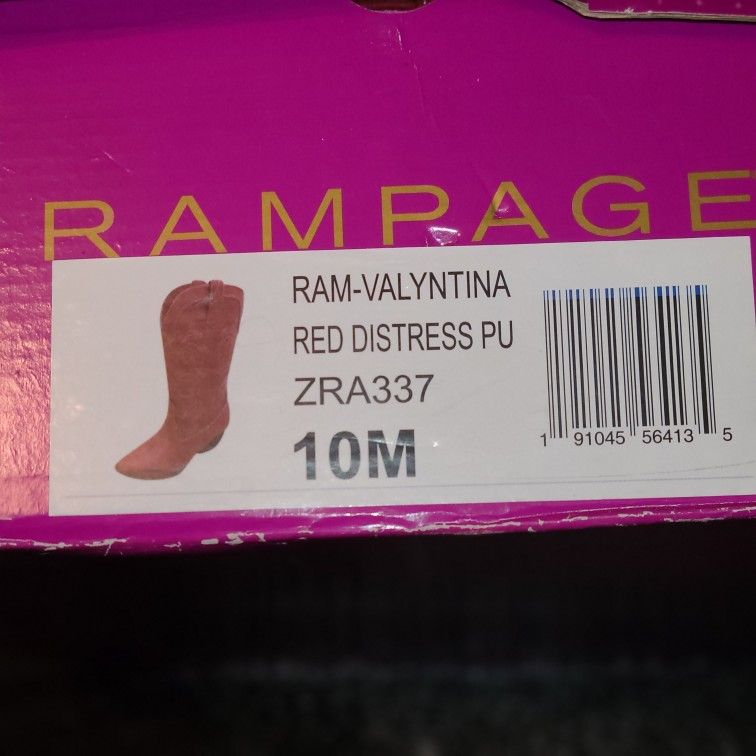 RAMPAGE
RAM-VALYNTINA
RED DISTRESS PU
ZRA337
10M
1 91045 56413 5